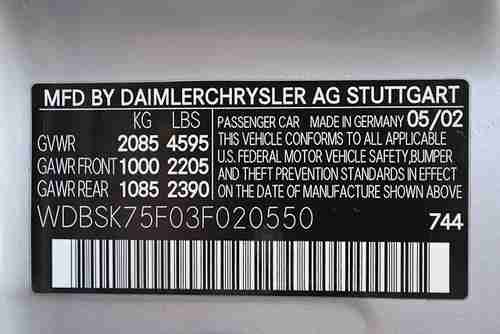 MFD BY DAIMLERCHRYSLER AG STUTTGART
KG LBS
GVWR 2085 4595
GAWR FRONT 1000 2205
GAWR REAR 1085 2390
PASSENGER CAR MADE IN GERMANY 05/02
THIS VEHICLE CONFORMS TO ALL APPLICABLE
U.S. FEDERAL MOTOR VEHICLE SAFETY, BUMPER
AND THEFT PREVENTION STANDARDS IN EFFECT
ON THE DATE OF MANUFACTURE SHOWN ABOVE
WDBSK75F03F020550 744